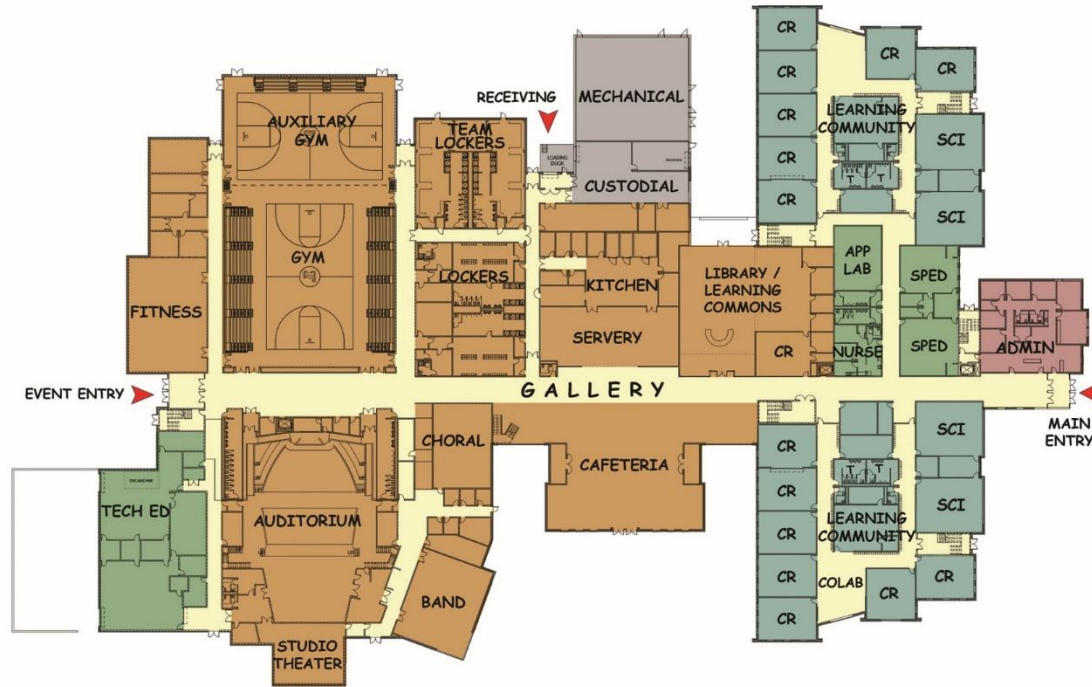 CR
CR
CR
CR
CR
CR
CR
LEARNING
COMMUNITY
SCI
SCI
T T
MECHANICAL
RECEIVING
LOADING
DOCK
CUSTODIAL
AUXILIARY
GYM
TEAM
LOCKERS
GYM
LOCKERS
FITNESS
KITCHEN
SERVERY
LIBRARY /
LEARNING
COMMONS
CR
APP
LAB
NURSE
SPED
SPED
ADMIN
EVENT ENTRY
GALLERY
MAIN
ENTRY
TECH ED
AUDITORIUM
CHORAL
CAFETERIA
BAND
STUDIO
THEATER
CR
CR
CR
CR
CR
SCI
SCI
T T
LEARNING
COMMUNITY
COLAB
CR
CR